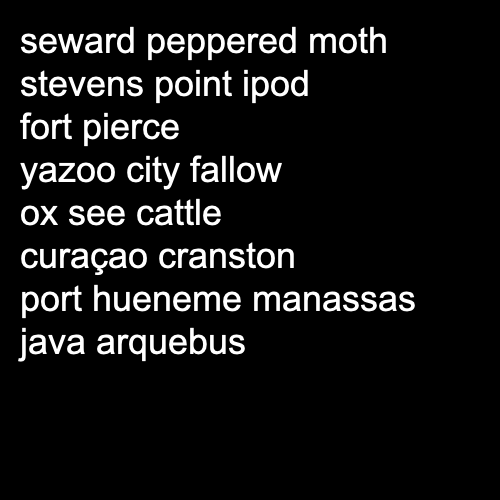 seward peppered moth
stevens point ipod
fort pierce
yazoo city fallow
ox see cattle
curaçao cranston
port hueneme manassas
java arquebus